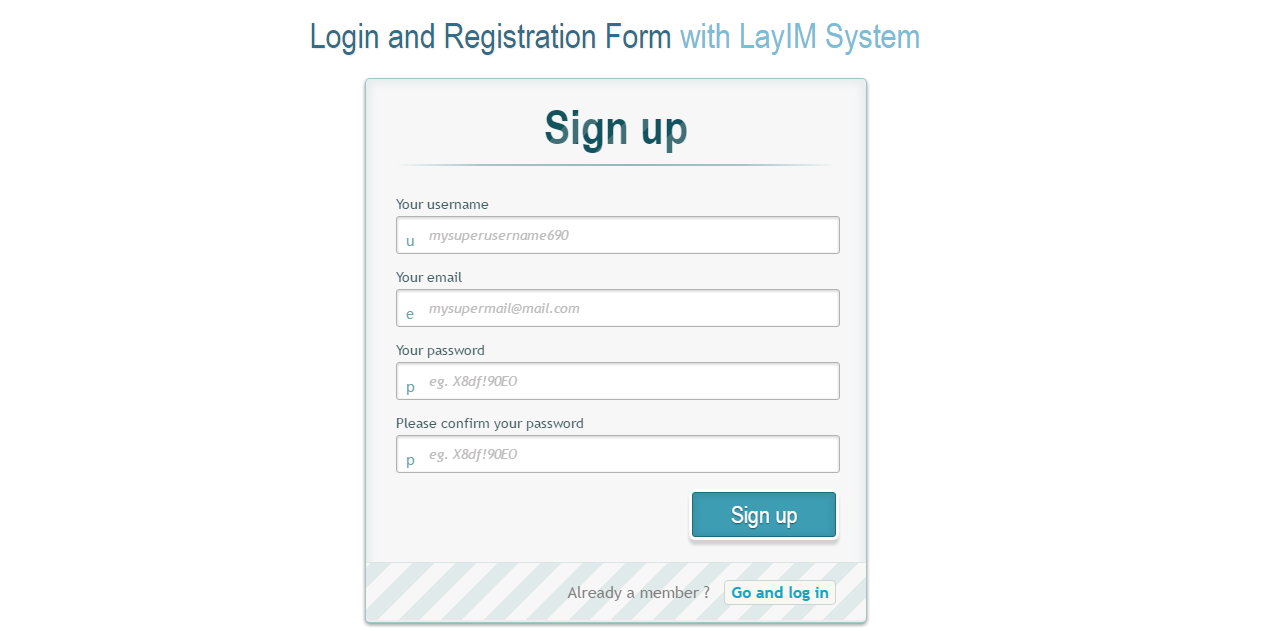 Login and Registration Form with LayIM System
Sign up
Your username
u mysuperusername690
Your email
e mysupermail@mail.com
Your password
p eg. X8df!90EO
Please confirm your password
p eg. X8df!90EO
Sign up
Already a member ? Go and log in